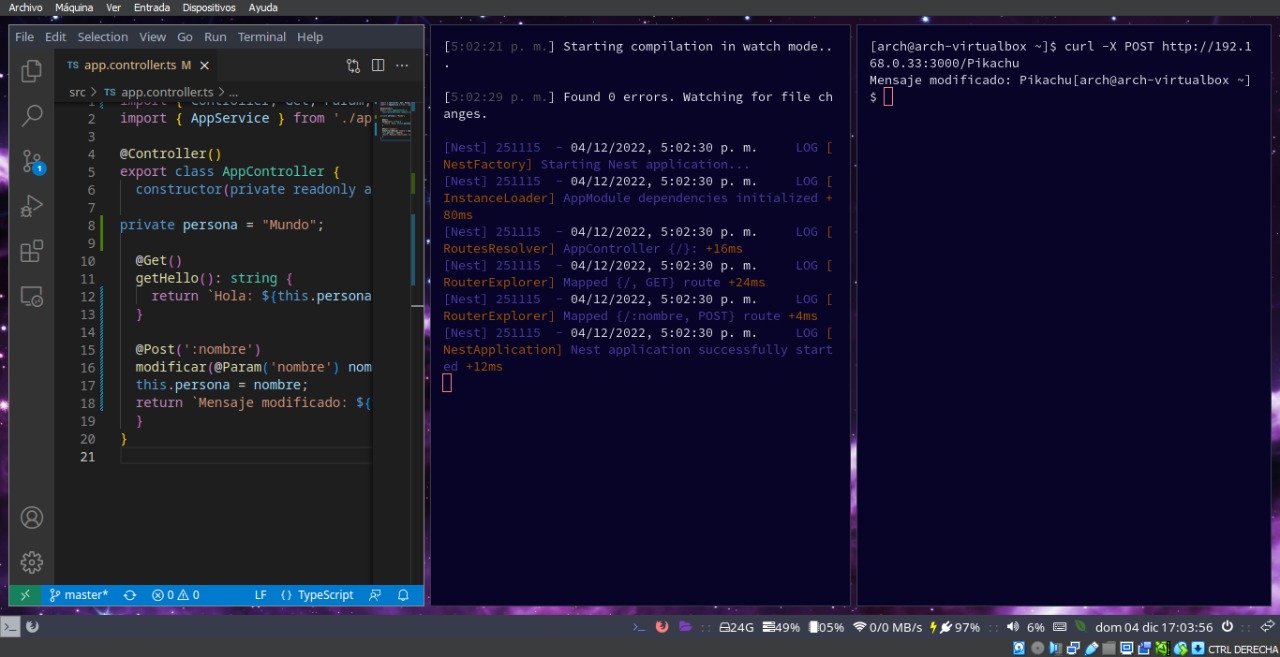 Archivo Máquina Ver Entrada Dispositivos Ayuda
File Edit Selection View Go Run Terminal Help
TS app.controller.ts M
src > TS app.controller.ts > ...
1 import { Controller, Get, Param,
2 import { AppService } from './ap
3
4 @Controller()
5 export class AppController {
6 constructor(private readonly a
7
8 private persona = "Mundo";
9
10 @Get()
11 getHello(): string {
12 return `Hola: ${this.persona
13 }
14
15 @Post(':nombre')
16 modificar(@Param('nombre') nom
17 this.persona = nombre;
18 return `Mensaje modificado: ${
19 }
20 }
21
1
master* 0 0 LF {} TypeScript
[5:02:21 p. m.] Starting compilation in watch mode..
.
[5:02:29 p. m.] Found 0 errors. Watching for file ch
anges.
[Nest] 251115 - 04/12/2022, 5:02:30 p. m. LOG [
NestFactory] Starting Nest application...
[Nest] 251115 - 04/12/2022, 5:02:30 p. m. LOG [
InstanceLoader] AppModule dependencies initialized +
80ms
[Nest] 251115 - 04/12/2022, 5:02:30 p. m. LOG [
RoutesResolver] AppController {/}: +16ms
[Nest] 251115 - 04/12/2022, 5:02:30 p. m. LOG [
RouterExplorer] Mapped {/, GET} route +24ms
[Nest] 251115 - 04/12/2022, 5:02:30 p. m. LOG [
RouterExplorer] Mapped {/:nombre, POST} route +4ms
[Nest] 251115 - 04/12/2022, 5:02:30 p. m. LOG [
NestApplication] Nest application successfully start
ed +12ms
[arch@arch-virtualbox ~]$ curl -X POST http://192.1
68.0.33:3000/Pikachu
Mensaje modificado: Pikachu[arch@arch-virtualbox ~]
$
>_ :: 24G 49% 05% 0/0 MB/s 97% :: 6% dom 04 dic 17:03:56 ::
CTRL DERECHA